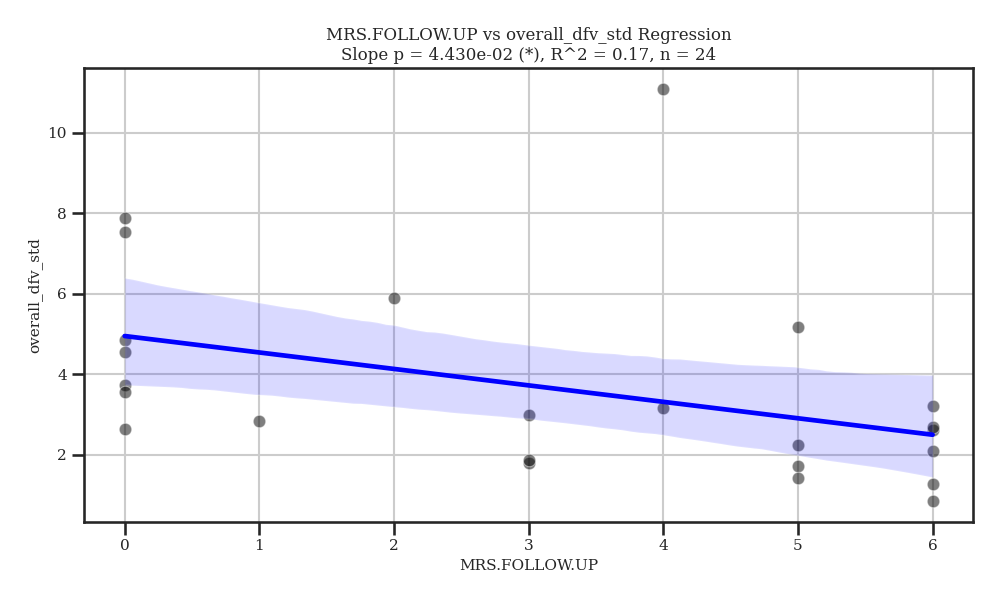 MRS.FOLLOW.UP vs overall_dfv_std Regression
Slope p = 4.430e-02 (*), R^2 = 0.17, n = 24
10
8
6
4
2
overall_dfv_std
0 1 2 3 4 5 6
MRS.FOLLOW.UP